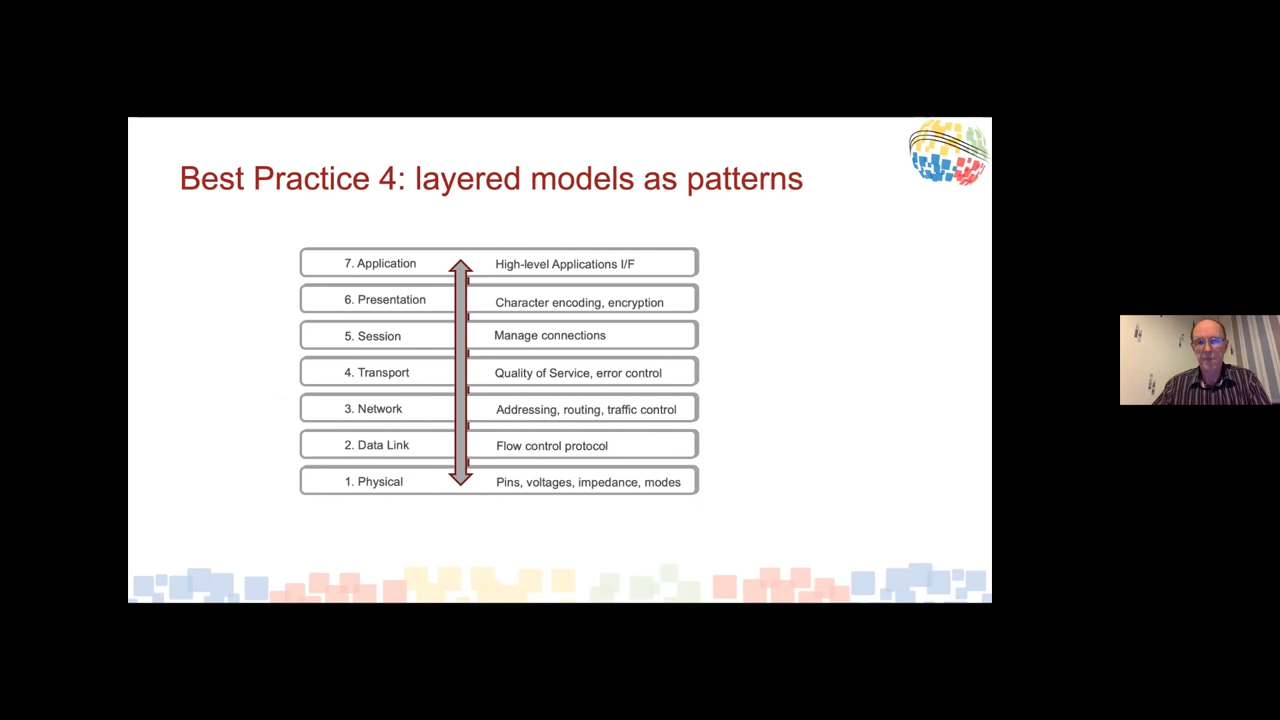 Best Practice 4: layered models as patterns
7. Application High-level Applications I/F
6. Presentation Character encoding, encryption
5. Session Manage connections
4. Transport Quality of Service, error control
3. Network Addressing, routing, traffic control
2. Data Link Flow control protocol
1. Physical Pins, voltages, impedance, modes